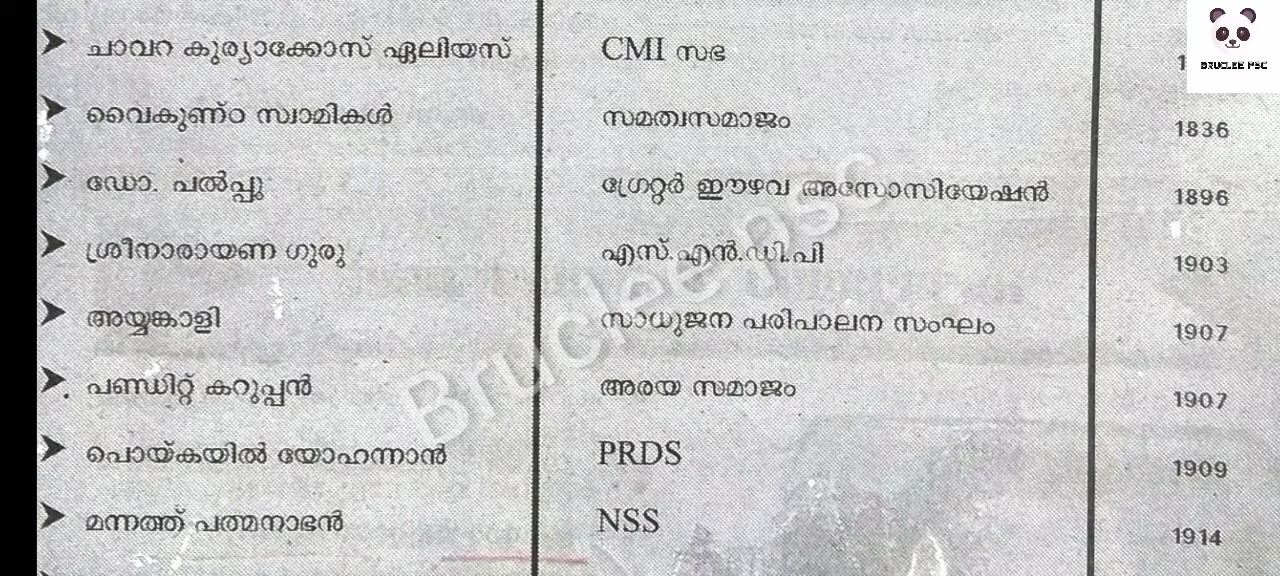 BRUCLEE PSC
ചാവറ കുര്യാക്കോസ് ഏലിയസ് CMI സഭ
വൈകുണ്ഠ സ്വാമികൾ സമത്വസമാജം 1836
ഡോ. പൽപ്പു ഗ്രേറ്റർ ഈഴവ അസോസിയേഷൻ 1896
ശ്രീനാരായണ ഗുരു എസ്.എൻ.ഡി.പി 1903
അയ്യങ്കാളി സാധുജന പരിപാലന സംഘം 1907
പണ്ഡിറ്റ് കറുപ്പൻ അരയ സമാജം 1907
പൊയ്കയിൽ യോഹന്നാൻ PRDS 1909
മന്നത്ത് പത്മനാഭൻ NSS 1914
Bruclee psc